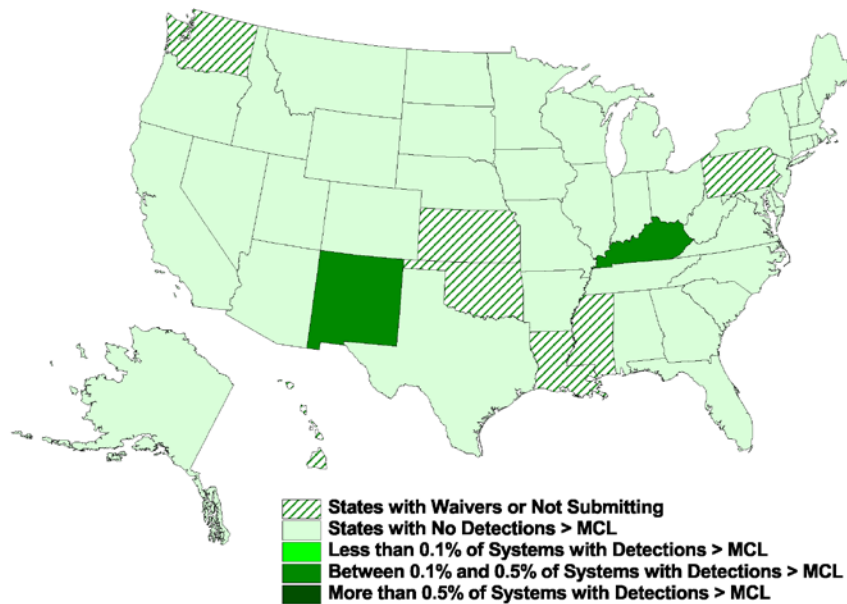 States with Waivers or Not Submitting
States with No Detections > MCL
Less than 0.1% of Systems with Detections > MCL
Between 0.1% and 0.5% of Systems with Detections > MCL
More than 0.5% of Systems with Detections > MCL